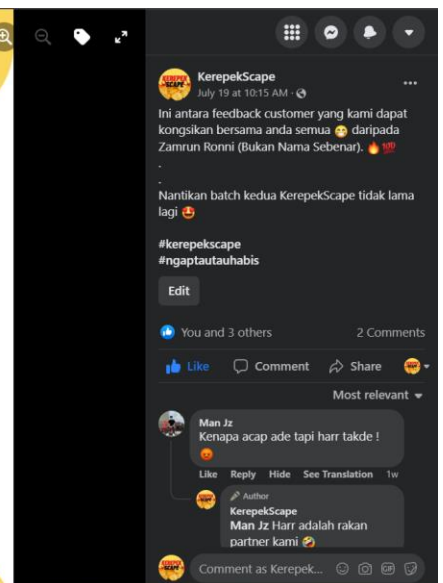 KerepekScape
July 19 at 10:15 AM ·
Ini antara feedback customer yang kami dapat
kongsikan bersama anda semua 😁 daripada
Zamrun Ronni (Bukan Nama Sebenar). 🔥💯
.
.
Nantikan batch kedua KerepekScape tidak lama
lagi 🤩
#kerepekscape
#ngaptautauhabis
Edit
You and 3 others 2 Comments
Like Comment Share
Most relevant
Man Jz
Kenapa acap ade tapi harr takde !
😡
Like Reply Hide See Translation 1w
Author
KerepekScape
Man Jz Harr adalah rakan
partner kami 🤣
Comment as Kerepek...
GIF